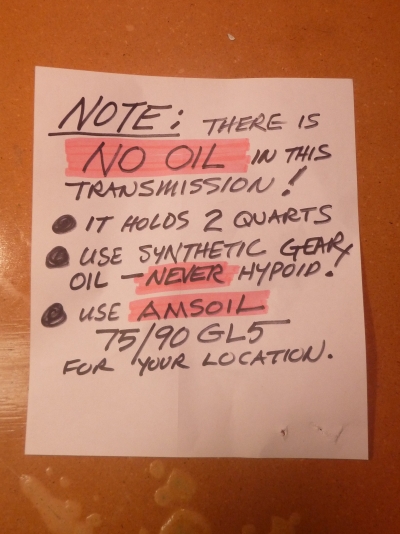 NOTE: THERE IS
NO OIL IN THIS
TRANSMISSION!
IT HOLDS 2 QUARTS
USE SYNTHETIC GEAR
OIL - NEVER HYPOID!
USE AMSOIL
75/90 GL5
FOR YOUR LOCATION.